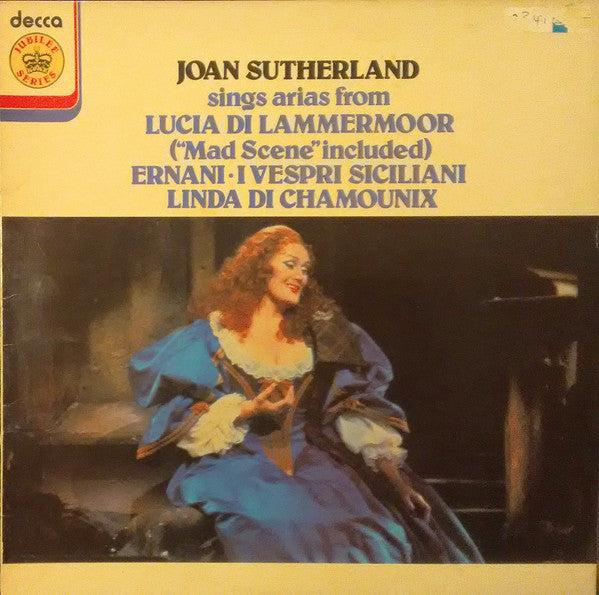 decca
JUBILEE
SERIES
JOAN SUTHERLAND
sings arias from
LUCIA DI LAMMERMOOR
("Mad Scene" included)
ERNANI · I VESPRI SICILIANI
LINDA DI CHAMOUNIX